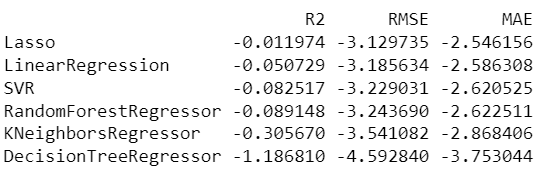 R2 RMSE MAE
Lasso -0.011974 -3.129735 -2.546156
LinearRegression -0.050729 -3.185634 -2.586308
SVR -0.082517 -3.229031 -2.620525
RandomForestRegressor -0.089148 -3.243690 -2.622511
KNeighborsRegressor -0.305670 -3.541082 -2.868406
DecisionTreeRegressor -1.186810 -4.592840 -3.753044